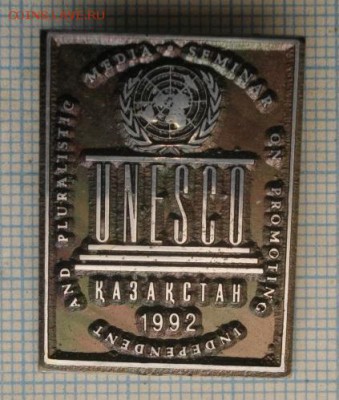 SEMINAR ON PROMOTING INDEPENDENT AND PLURALISTIC MEDIA
UNESCO
ҚАЗАҚСТАН
1992